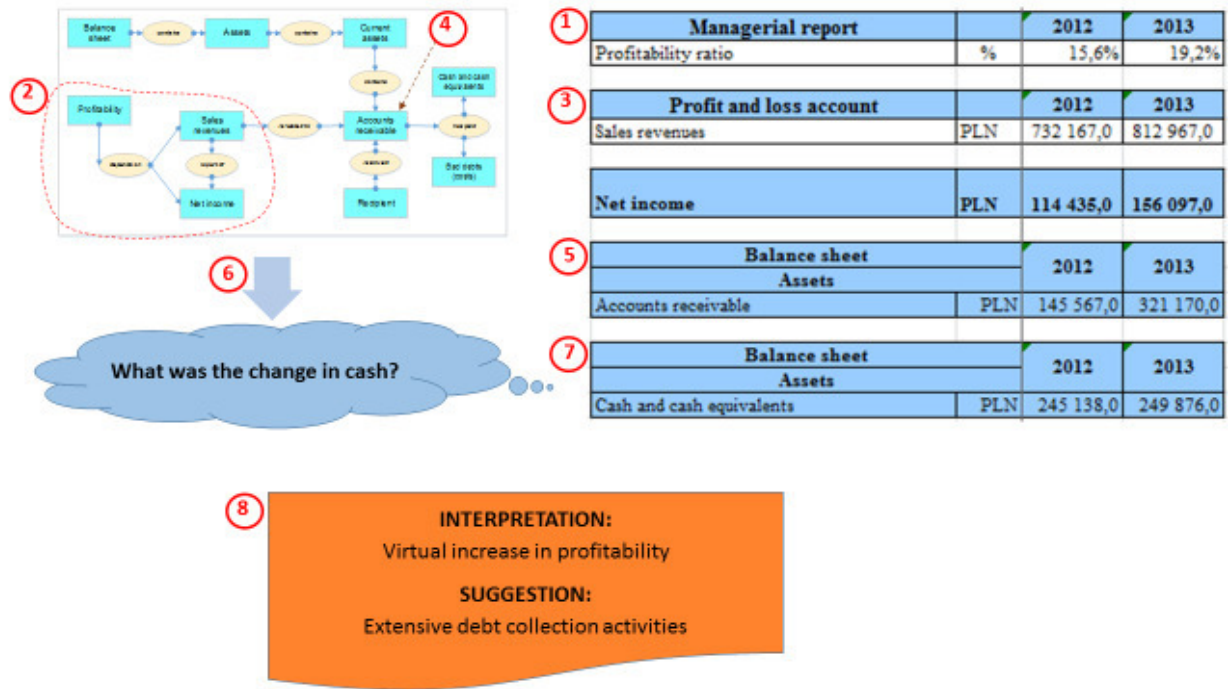 Balance
sheet
contains
Assets
contains
Current
assets
4
2
Profitability
Sales
revenues
Accounts
receivable
contains
Cash and cash
equivalents
depends on
Net income
Recipient
Bad debts
(costs)
6
What was the change in cash?
1
Managerial report 2012 2013
Profitability ratio % 15,6% 19,2%
3
Profit and loss account 2012 2013
Sales revenues PLN 732 167,0 812 967,0
Net income PLN 114 435,0 156 097,0
5
Balance sheet 2012 2013
Assets
Accounts receivable PLN 145 567,0 321 170,0
7
Balance sheet 2012 2013
Assets
Cash and cash equivalents PLN 245 138,0 249 876,0
8
INTERPRETATION:
Virtual increase in profitability
SUGGESTION:
Extensive debt collection activities